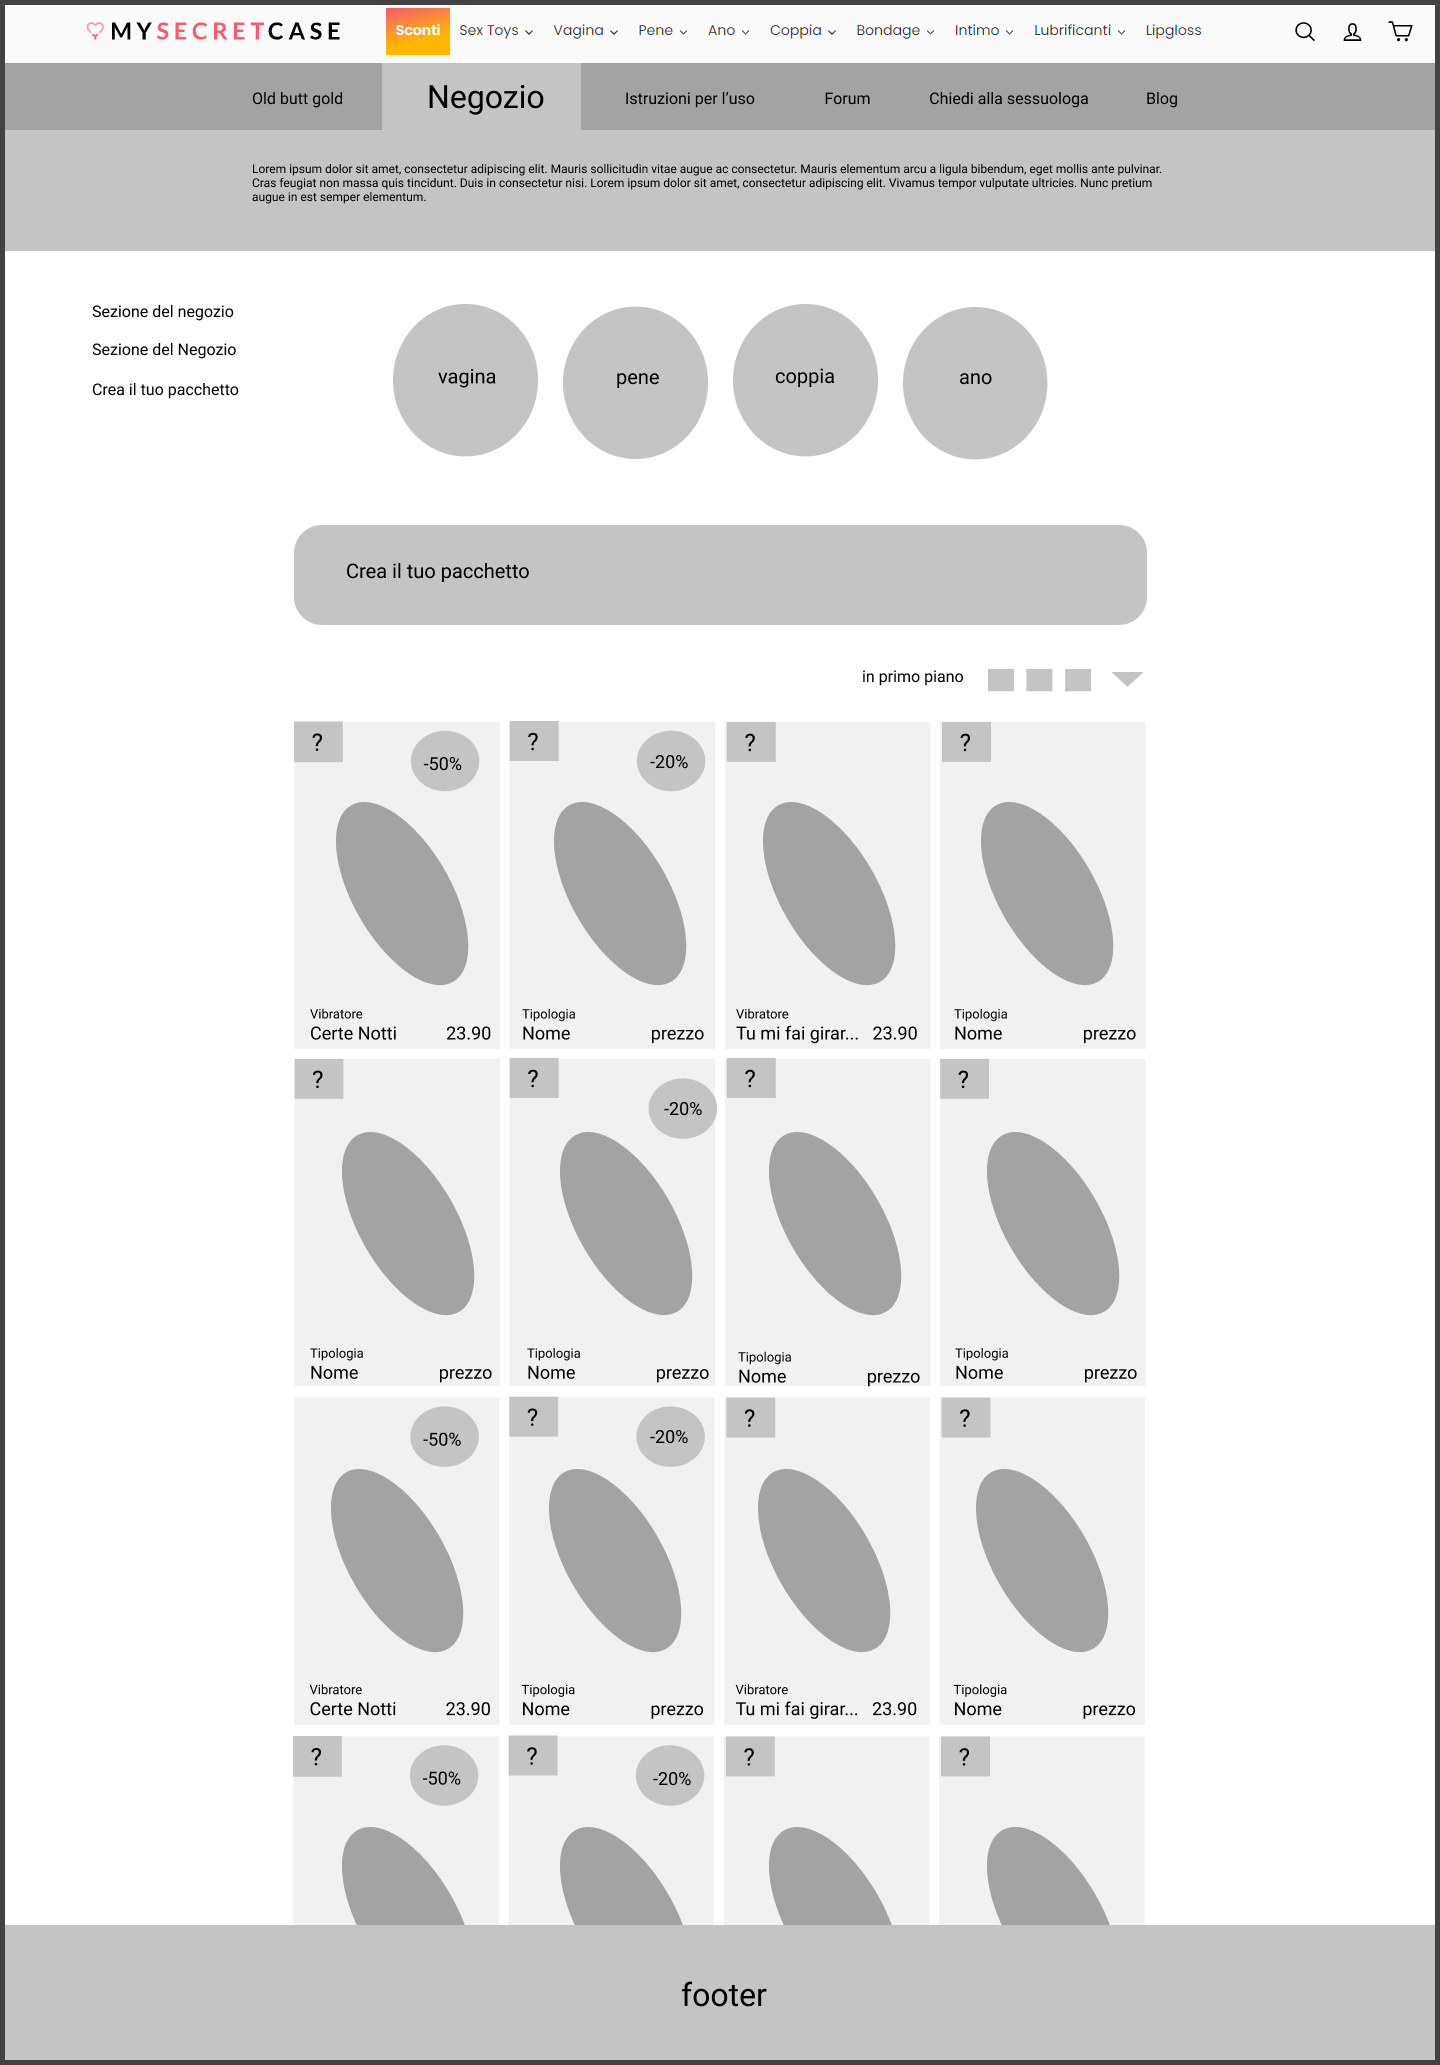 MYSECRETCASE
Sconti Sex Toys Vagina Pene Ano Coppia Bondage Intimo Lubrificanti Lipgloss
Old butt gold Negozio Istruzioni per l'uso Forum Chiedi alla sessuologa Blog
Lorem ipsum dolor sit amet, consectetur adipiscing elit. Mauris sollicitudin vitae augue ac consectetur. Mauris elementum arcu a ligula bibendum, eget mollis ante pulvinar.
Cras feugiat non massa quis tincidunt. Duis in consectetur nisi. Lorem ipsum dolor sit amet, consectetur adipiscing elit. Vivamus tempor vulputate ultricies. Nunc pretium
augue in est semper elementum.
Sezione del negozio
Sezione del Negozio
Crea il tuo pacchetto
vagina pene coppia ano
Crea il tuo pacchetto
in primo piano
? -50% ? -20% ? ?
Vibratore Tipologia Vibratore Tipologia
Certe Notti 23.90 Nome prezzo Tu mi fai girar... 23.90 Nome prezzo
? ? -20% ? ?
Tipologia Tipologia Tipologia Tipologia
Nome prezzo Nome prezzo Nome prezzo Nome prezzo
-50% ? -20% ? ?
Vibratore Tipologia Vibratore Tipologia
Certe Notti 23.90 Nome prezzo Tu mi fai girar... 23.90 Nome prezzo
? -50% ? -20% ? ?
footer